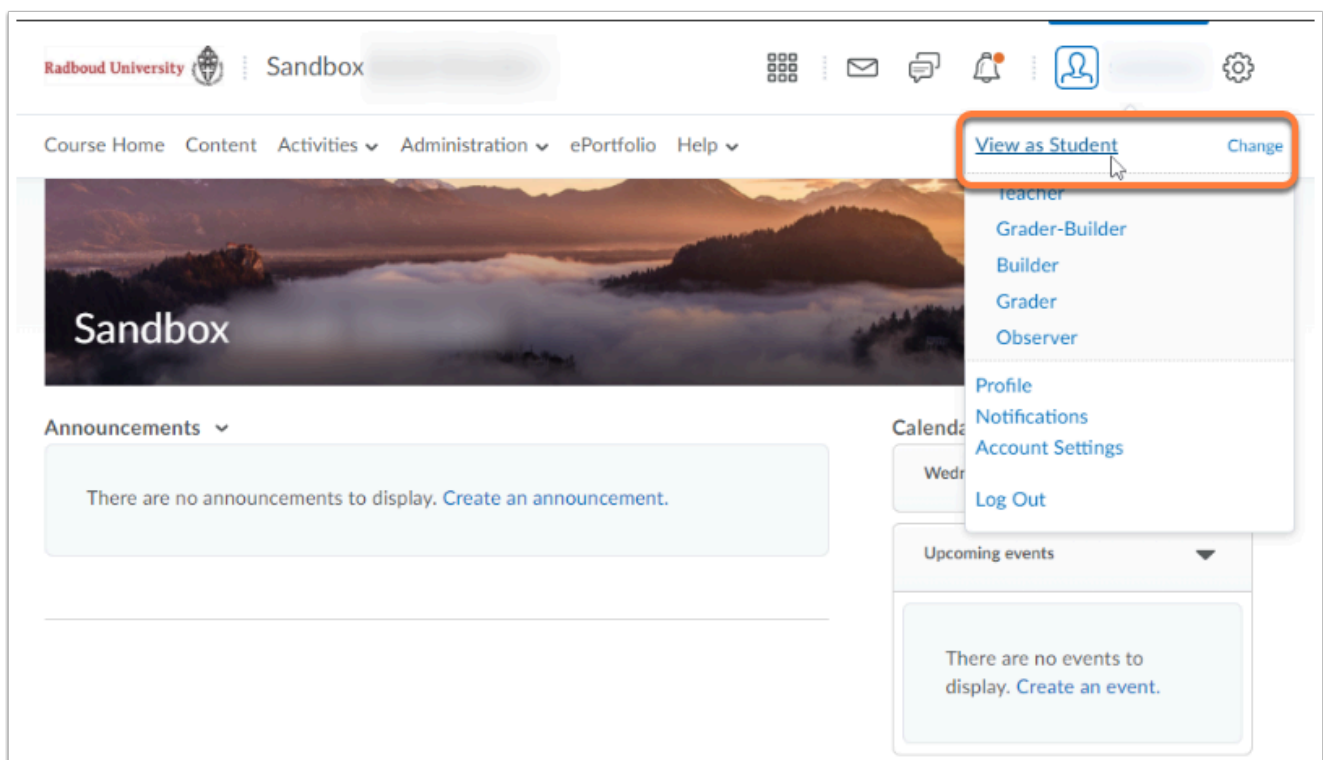 Radboud University
Sandbox
Course Home Content Activities Administration ePortfolio Help
View as Student Change
Teacher
Grader-Builder
Builder
Grader
Observer
Profile
Notifications
Account Settings
Log Out
Sandbox
Announcements
There are no announcements to display. Create an announcement.
Upcoming events
There are no events to
display. Create an event.